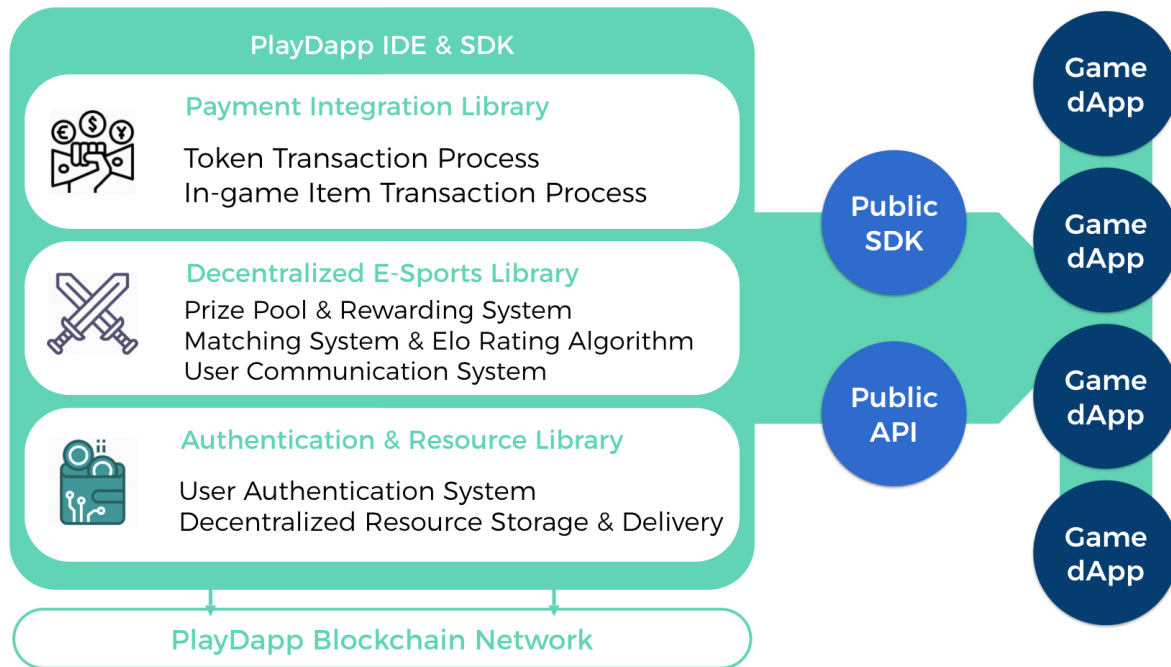 PlayDapp IDE & SDK
Payment Integration Library
Token Transaction Process
In-game Item Transaction Process
Decentralized E-Sports Library
Prize Pool & Rewarding System
Matching System & Elo Rating Algorithm
User Communication System
Authentication & Resource Library
User Authentication System
Decentralized Resource Storage & Delivery
PlayDapp Blockchain Network
Public
SDK
Public
API
Game
dApp
Game
dApp
Game
dApp
Game
dApp